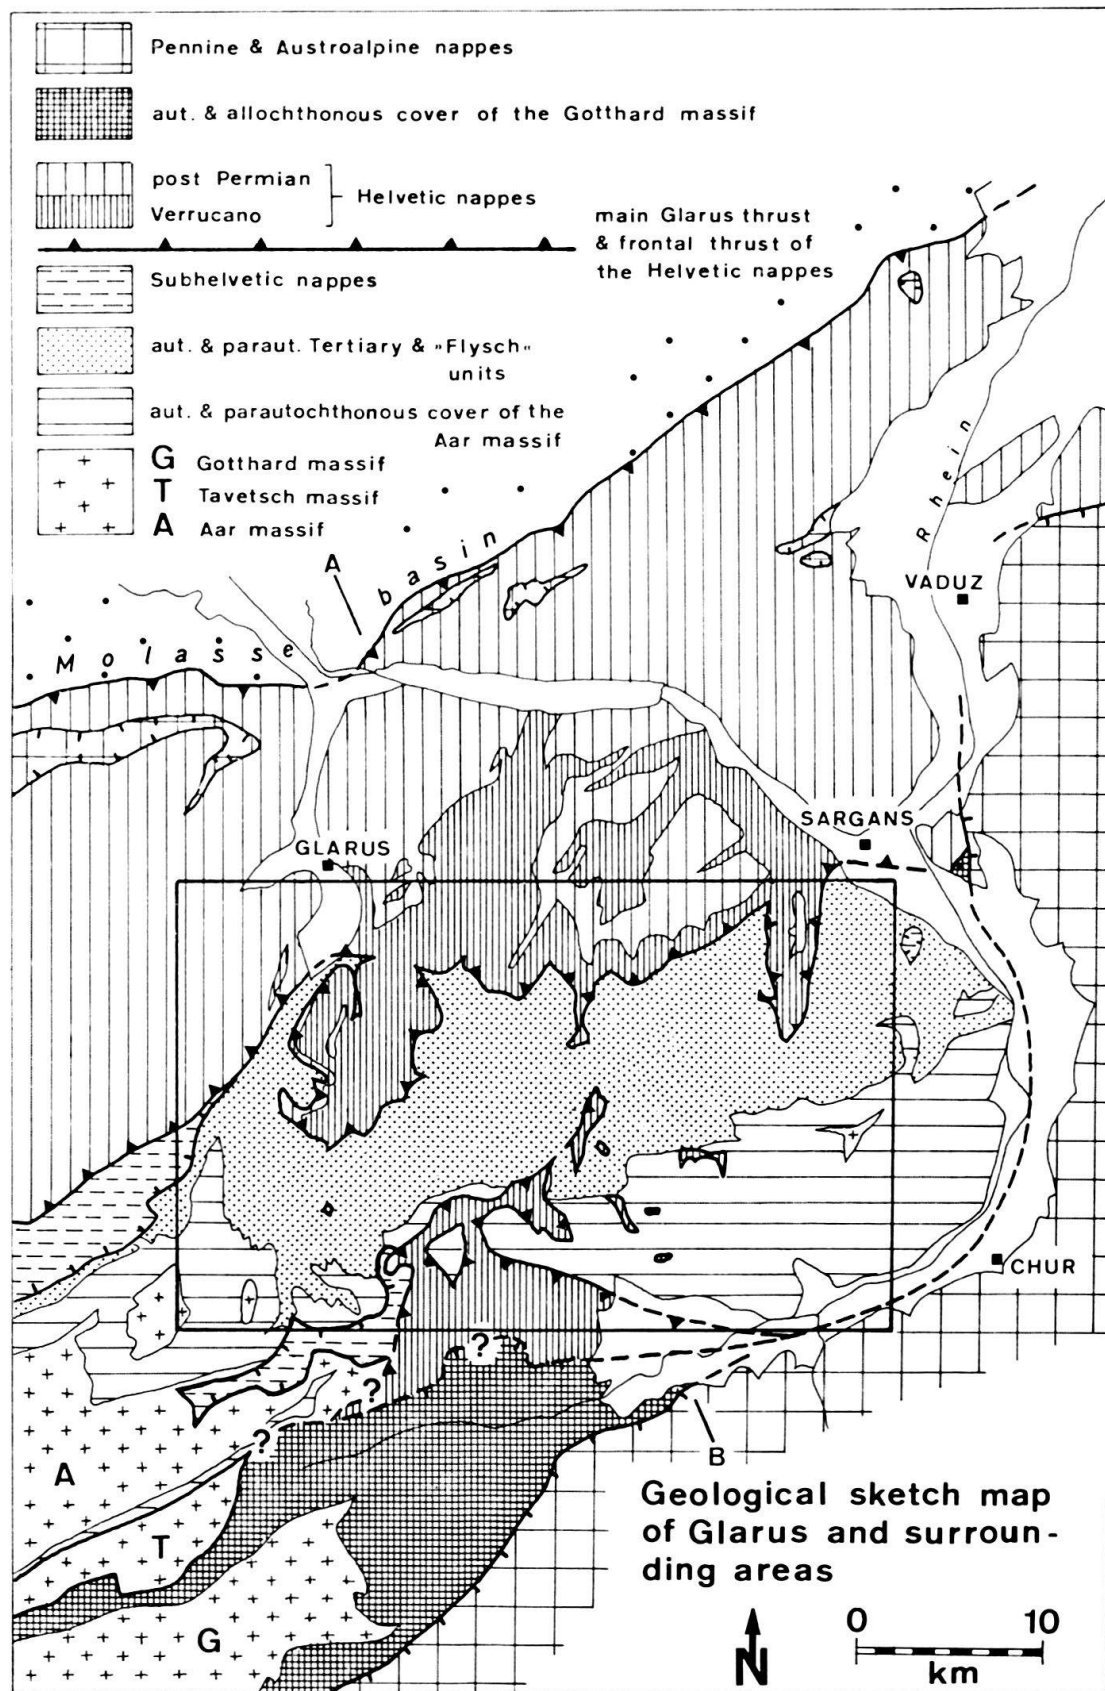 Pennine & Austroalpine nappes
aut. & allochthonous cover of the Gotthard massif
post Permian
Verrucano
Helvetic nappes
main Glarus thrust
& frontal thrust of
the Helvetic nappes
Subhelvetic nappes
aut. & paraut. Tertiary & "Flysch"
units
aut. & parautochthonous cover of the
Aar massif
G Gotthard massif
T Tavetsch massif
A Aar massif
Rhein
A
Molasse basin
VADUZ
SARGANS
GLARUS
CHUR
?
?
?
A
B
T
G
Geological sketch map
of Glarus and surroun-
ding areas
N
0 10
km